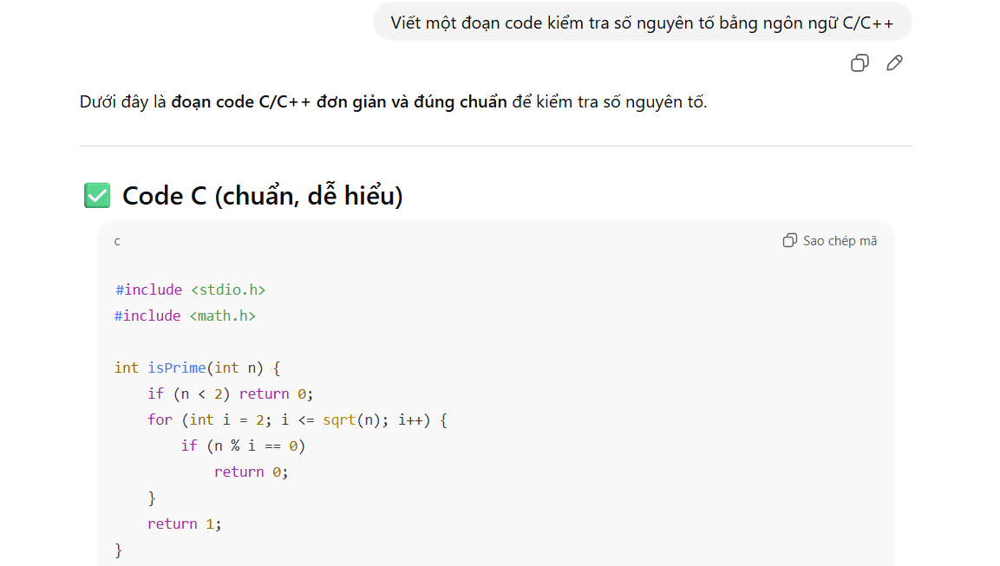 Viết một đoạn code kiểm tra số nguyên tố bằng ngôn ngữ C/C++
Dưới đây là đoạn code C/C++ đơn giản và đúng chuẩn để kiểm tra số nguyên tố.
✅ Code C (chuẩn, dễ hiểu)
c
Sao chép mã
#include <stdio.h>
#include <math.h>
int isPrime(int n) {
    if (n < 2) return 0;
    for (int i = 2; i <= sqrt(n); i++) {
        if (n % i == 0)
            return 0;
    }
    return 1;
}